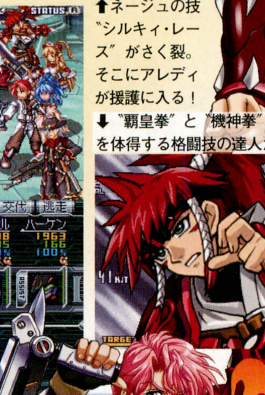 STATUS
↑ネージュの技
“シルキィ・レー
ス”がさく裂。
そこにアレディ
が援護に入る！
↓“覇皇拳”と“機神拳”
を体得する格闘技の達人
交代 逃走
ハーケン
1963
166
100%
ASSIST
41 HIT
TARGET